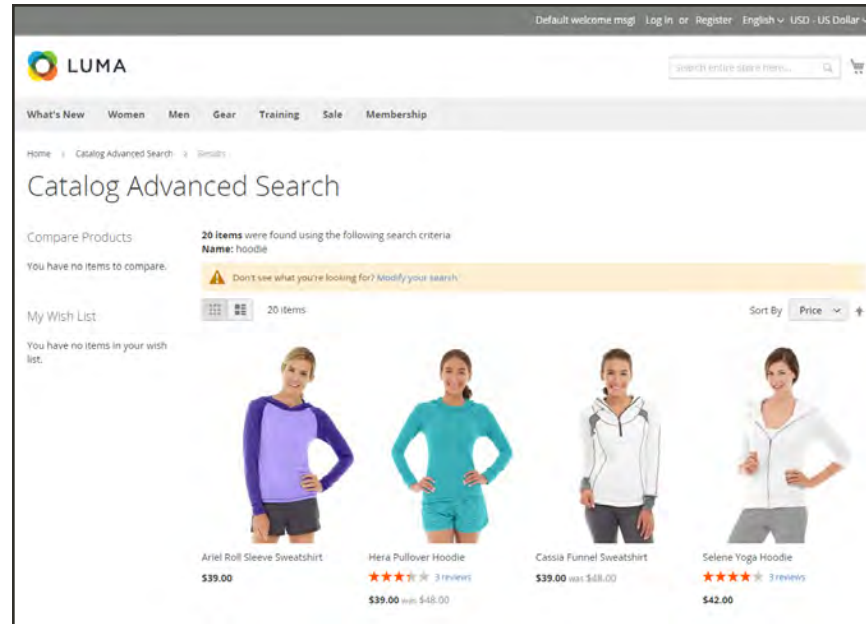 Default welcome msg! Log In or Register English USD - US Dollar
LUMA
Search entire store here...
What's New Women Men Gear Training Sale Membership
Home Catalog Advanced Search Results
Catalog Advanced Search
Compare Products
You have no items to compare.
My Wish List
You have no items in your wish
list.
20 items were found using the following search criteria
Name: hoodie
Don't see what you're looking for? Modify your search
20 items
Sort By Price
Ariel Roll Sleeve Sweatshirt
$39.00
Hera Pullover Hoodie
3 reviews
$39.00 was $48.00
Cassia Funnel Sweatshirt
$39.00 was $48.00
Selene Yoga Hoodie
3 reviews
$42.00